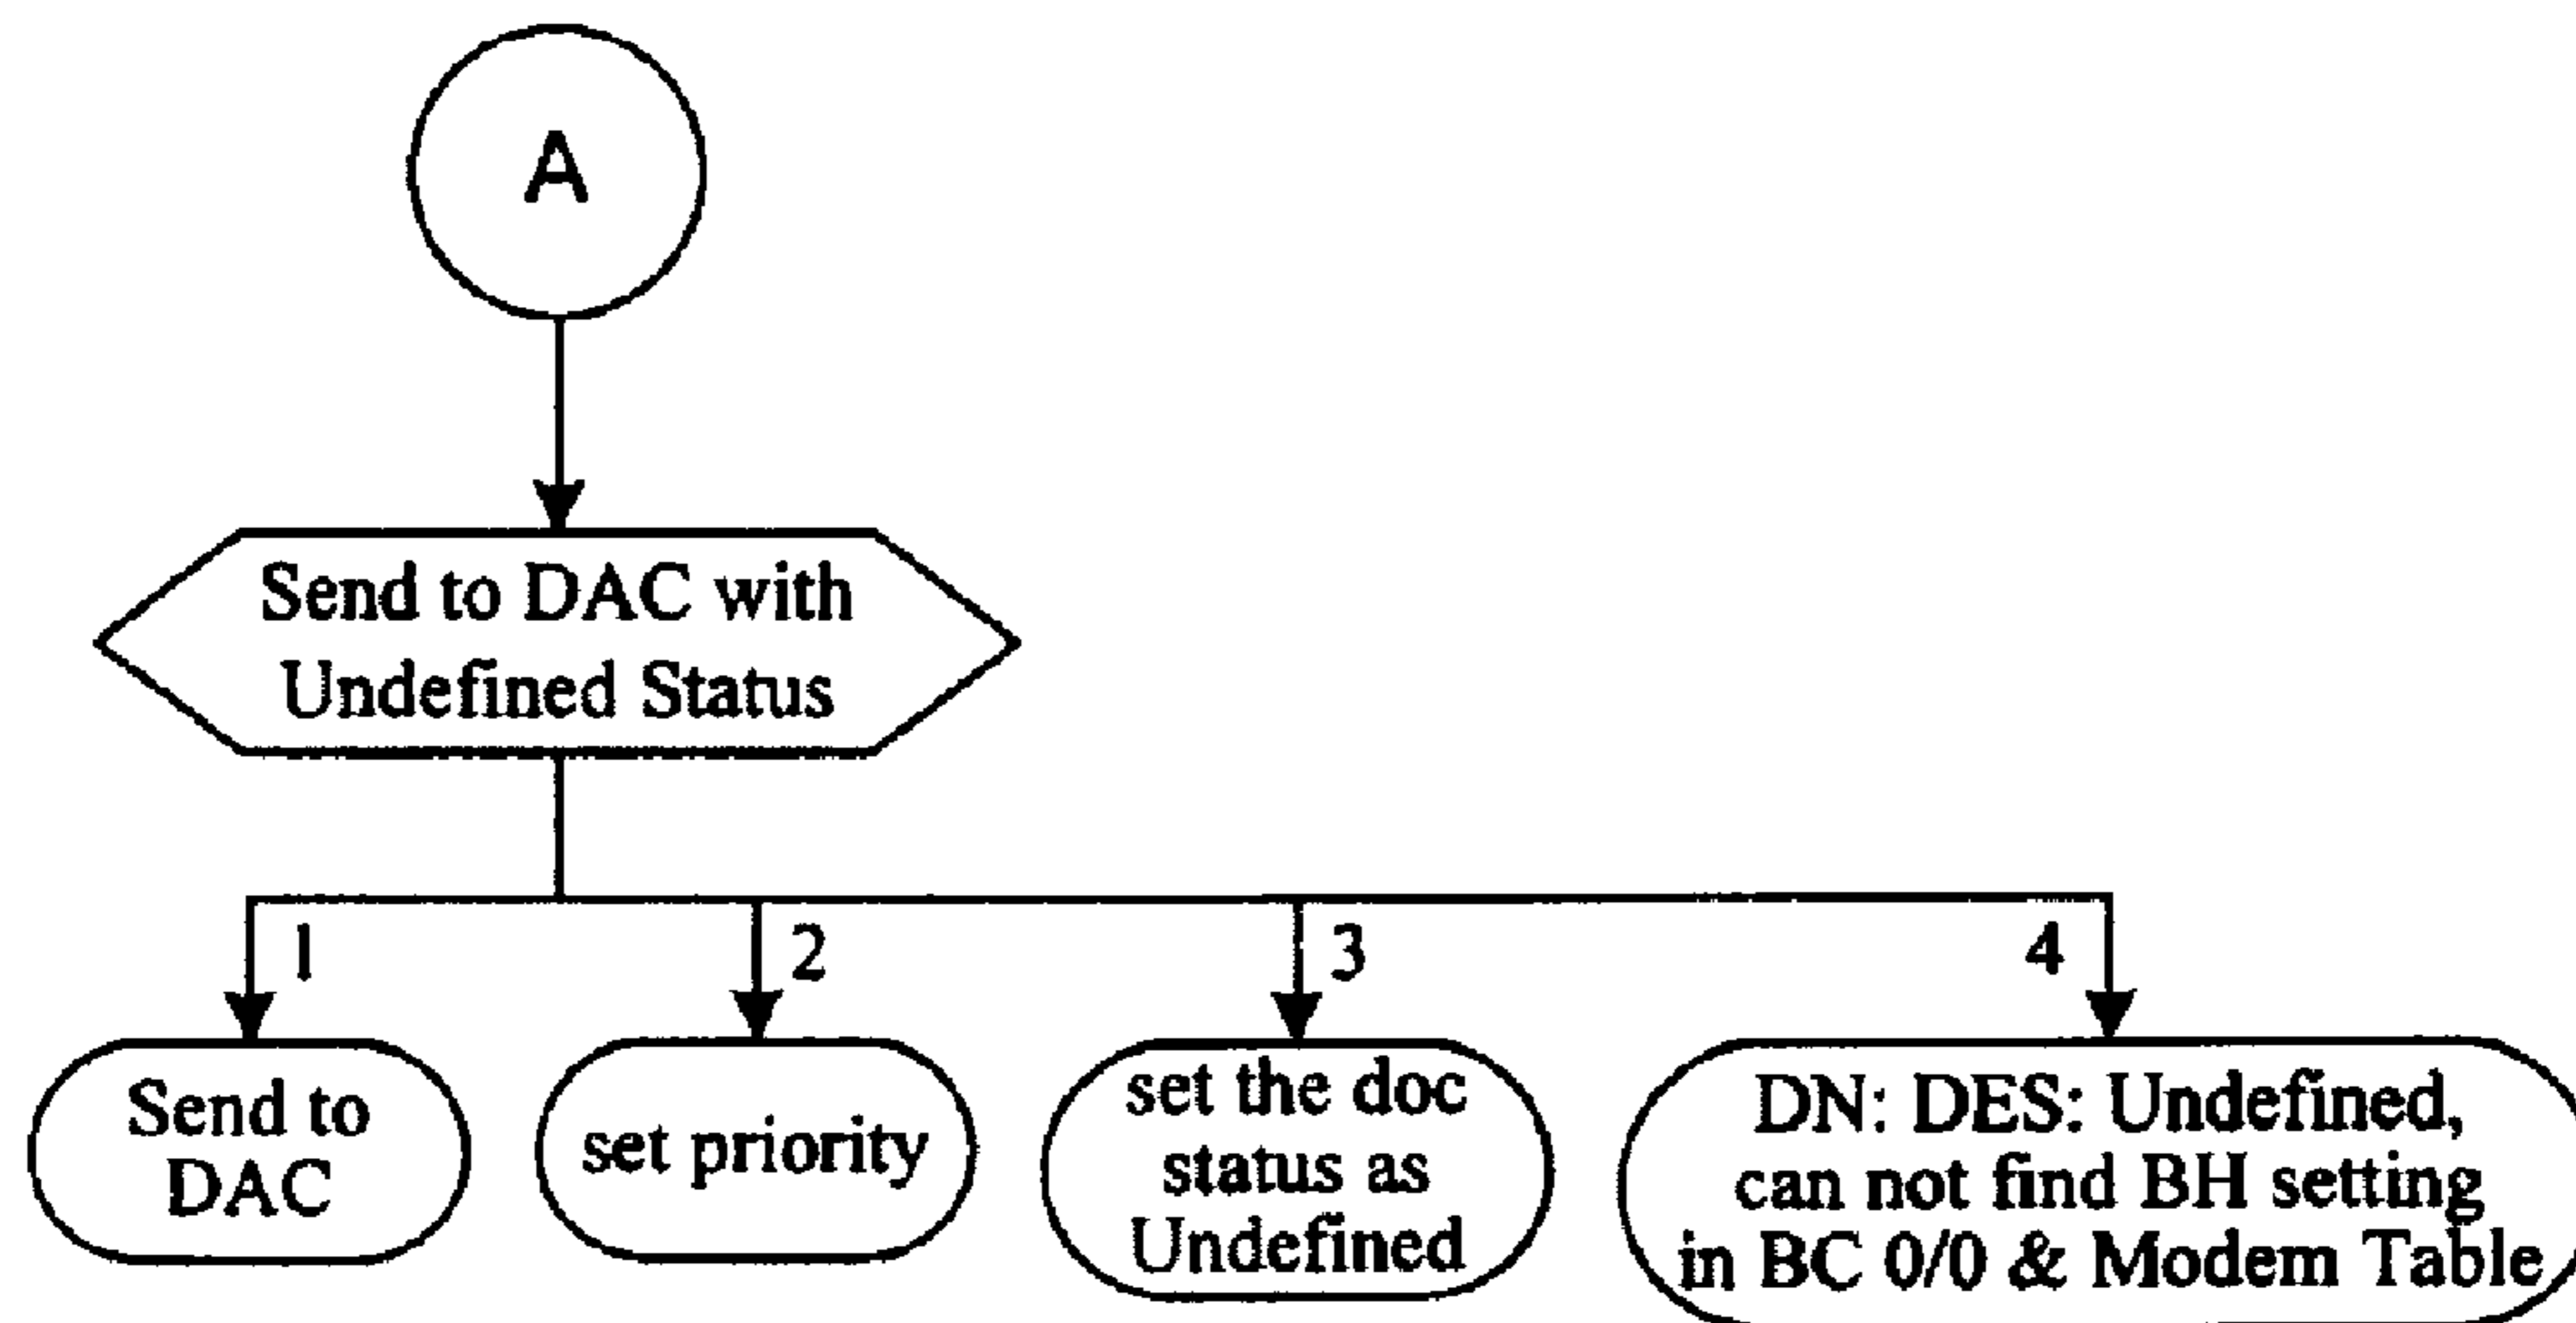 A
Send to DAC with
Undefined Status
1
2
3
4
Send to
DAC
set priority
set the doc
status as
Undefined
DN: DES: Undefined,
can not find BH setting
in BC 0/0 & Modem Table